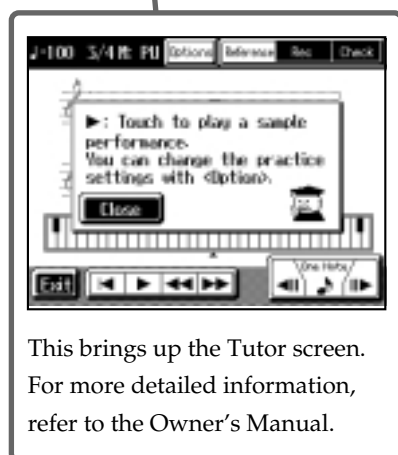 ♩=100 3/4 M: PU Options Reference Rec Check
▶: Touch to play a sample
performance.
You can change the practice
settings with <Option>.
Close
Exit
One Note
This brings up the Tutor screen.
For more detailed information,
refer to the Owner's Manual.